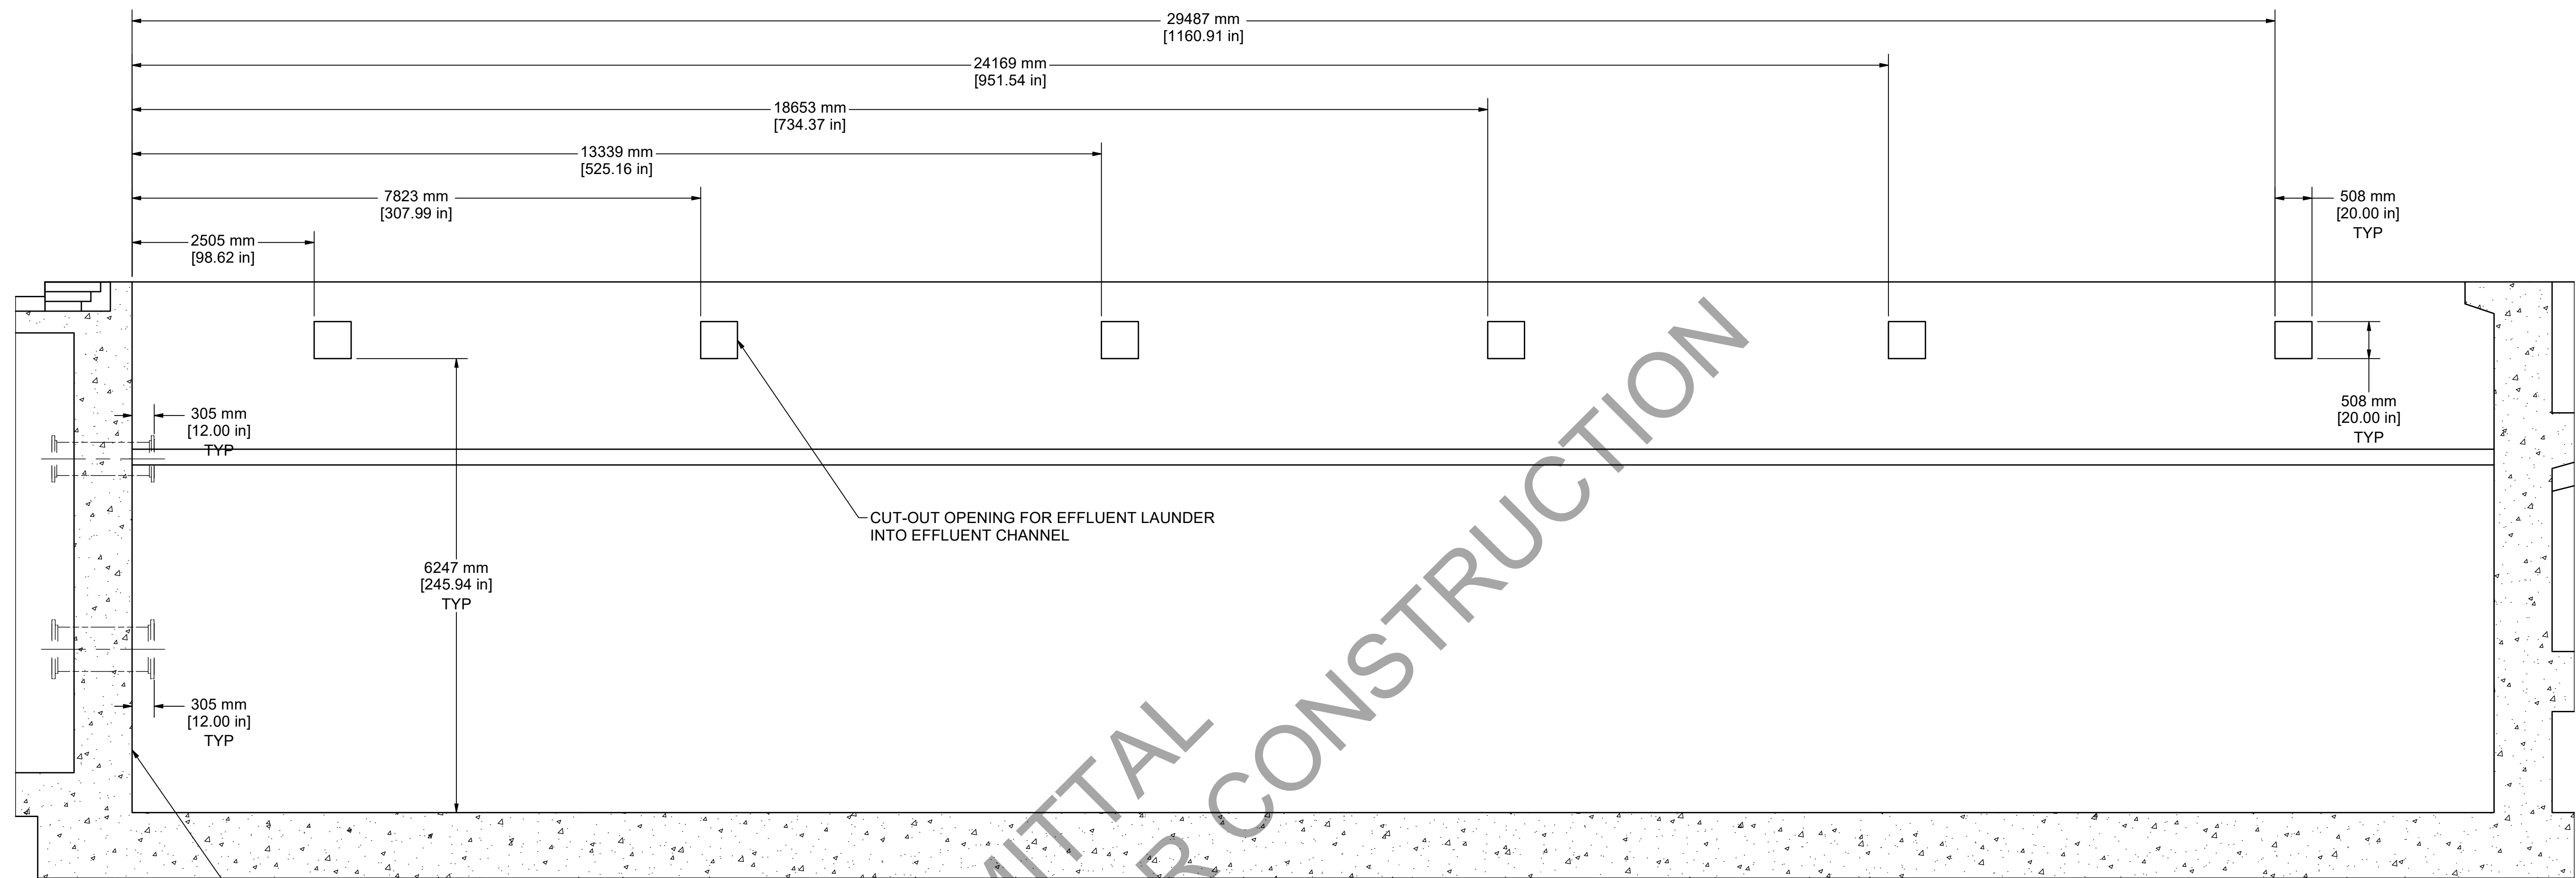 29487 mm
[1160.91 in]
24169 mm
[951.54 in]
18653 mm
[734.37 in]
13339 mm
[525.16 in]
7823 mm
[307.99 in]
508 mm
[20.00 in]
TYP
2505 mm
[98.62 in]
305 mm
[12.00 in]
TYP
508 mm
[20.00 in]
TYP
CUT-OUT OPENING FOR EFFLUENT LAUNDER
INTO EFFLUENT CHANNEL
6247 mm
[245.94 in]
TYP
305 mm
[12.00 in]
TYP
MITTAL
R CONSTRUCTION